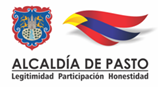 ALCALDÍA DE PASTO
Legitimidad Participación Honestidad